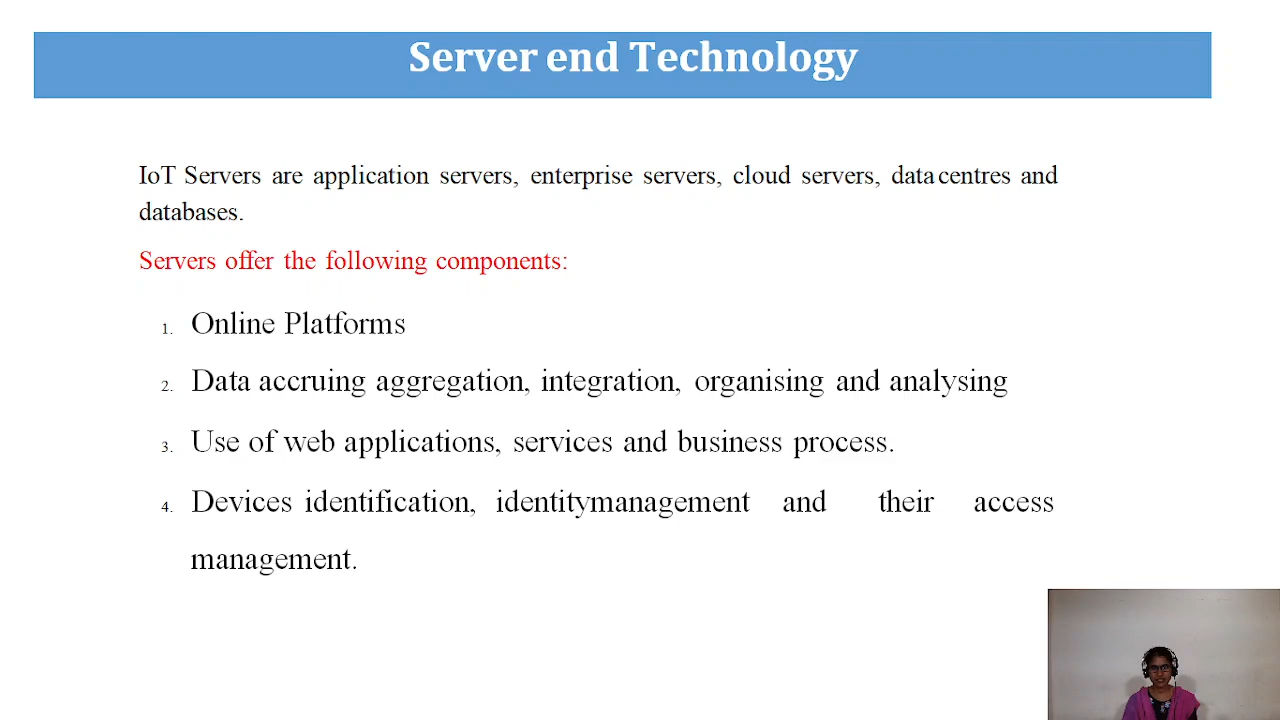 Server end Technology
IoT Servers are application servers, enterprise servers, cloud servers, data centres and
databases.
Servers offer the following components:
1. Online Platforms
2. Data accruing aggregation, integration, organising and analysing
3. Use of web applications, services and business process.
4. Devices identification, identitymanagement and their access
management.